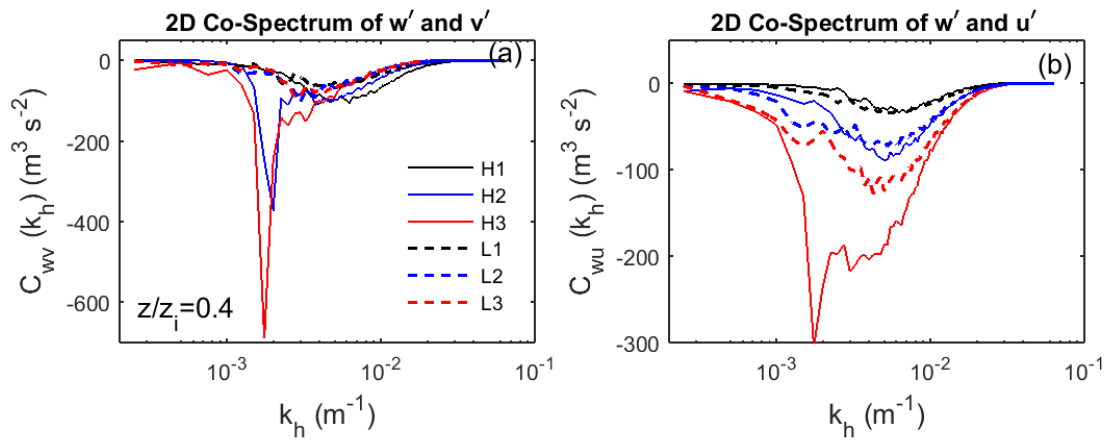 2D Co-Spectrum of w′ and v′
(a)
0
-200
-400
-600
C_wv (k_h) (m³ s⁻²)
H1
H2
H3
L1
L2
L3
z/z_i=0.4
10⁻³
10⁻²
10⁻¹
k_h (m⁻¹)
2D Co-Spectrum of w′ and u′
(b)
0
-100
-200
-300
C_wu (k_h) (m³ s⁻²)
10⁻³
10⁻²
10⁻¹
k_h (m⁻¹)